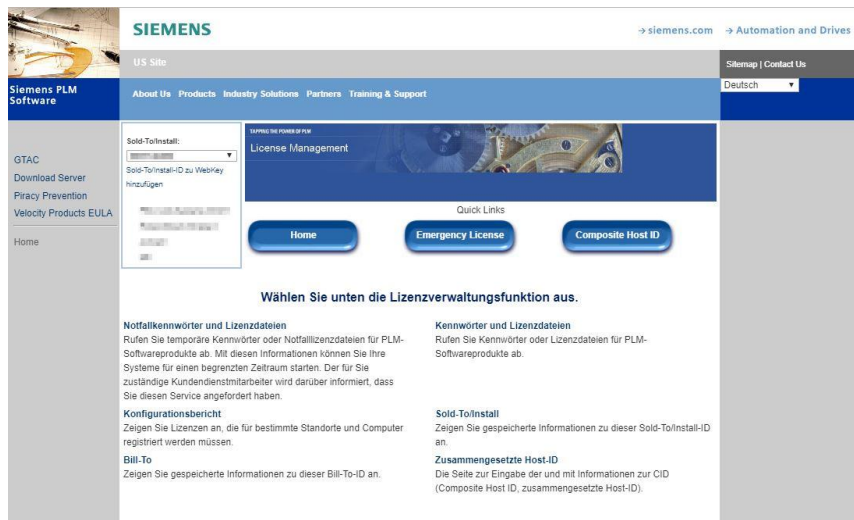 SIEMENS
→ siemens.com → Automation and Drives
US Site
Sitemap | Contact Us
Siemens PLM
Software
About Us Products Industry Solutions Partners Training & Support
Deutsch
GTAC
Download Server
Piracy Prevention
Velocity Products EULA
Home
Sold-To/Install:
Sold-To/Install-ID zu WebKey
hinzufügen
TAPPING THE POWER OF PLM
License Management
Quick Links
Home
Emergency License
Composite Host ID
Wählen Sie unten die Lizenzverwaltungsfunktion aus.
Notfallkennwörter und Lizenzdateien
Rufen Sie temporäre Kennwörter oder Notfalllizenzdateien für PLM-
Softwareprodukte ab. Mit diesen Informationen können Sie Ihre
Systeme für einen begrenzten Zeitraum starten. Der für Sie
zuständige Kundendienstmitarbeiter wird darüber informiert, dass
Sie diesen Service angefordert haben.
Kennwörter und Lizenzdateien
Rufen Sie Kennwörter oder Lizenzdateien für PLM-
Softwareprodukte ab.
Konfigurationsbericht
Zeigen Sie Lizenzen an, die für bestimmte Standorte und Computer
registriert werden müssen.
Sold-To/Install
Zeigen Sie gespeicherte Informationen zu dieser Sold-To/Install-ID
an.
Bill-To
Zeigen Sie gespeicherte Informationen zu dieser Bill-To-ID an.
Zusammengesetzte Host-ID
Die Seite zur Eingabe der und mit Informationen zur CID
(Composite Host ID, zusammengesetzte Host-ID).